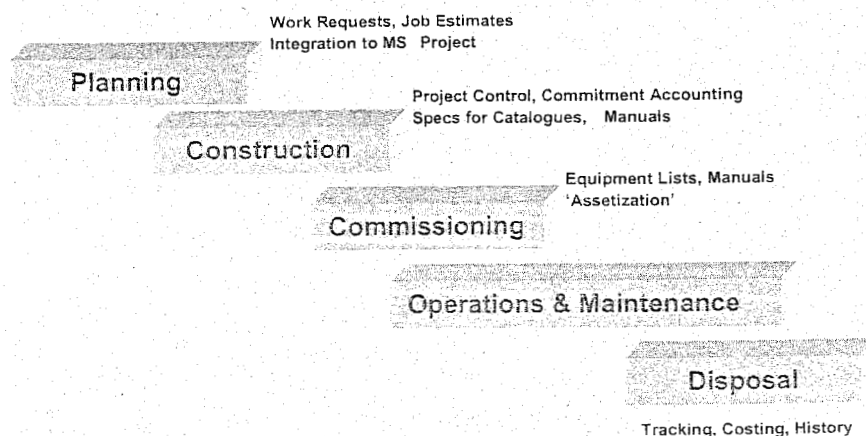 Work Requests, Job Estimates
Integration to MS Project
Planning
Project Control, Commitment Accounting
Specs for Catalogues, Manuals
Construction
Equipment Lists, Manuals
'Assetization'
Commissioning
Operations & Maintenance
Disposal
Tracking, Costing, History